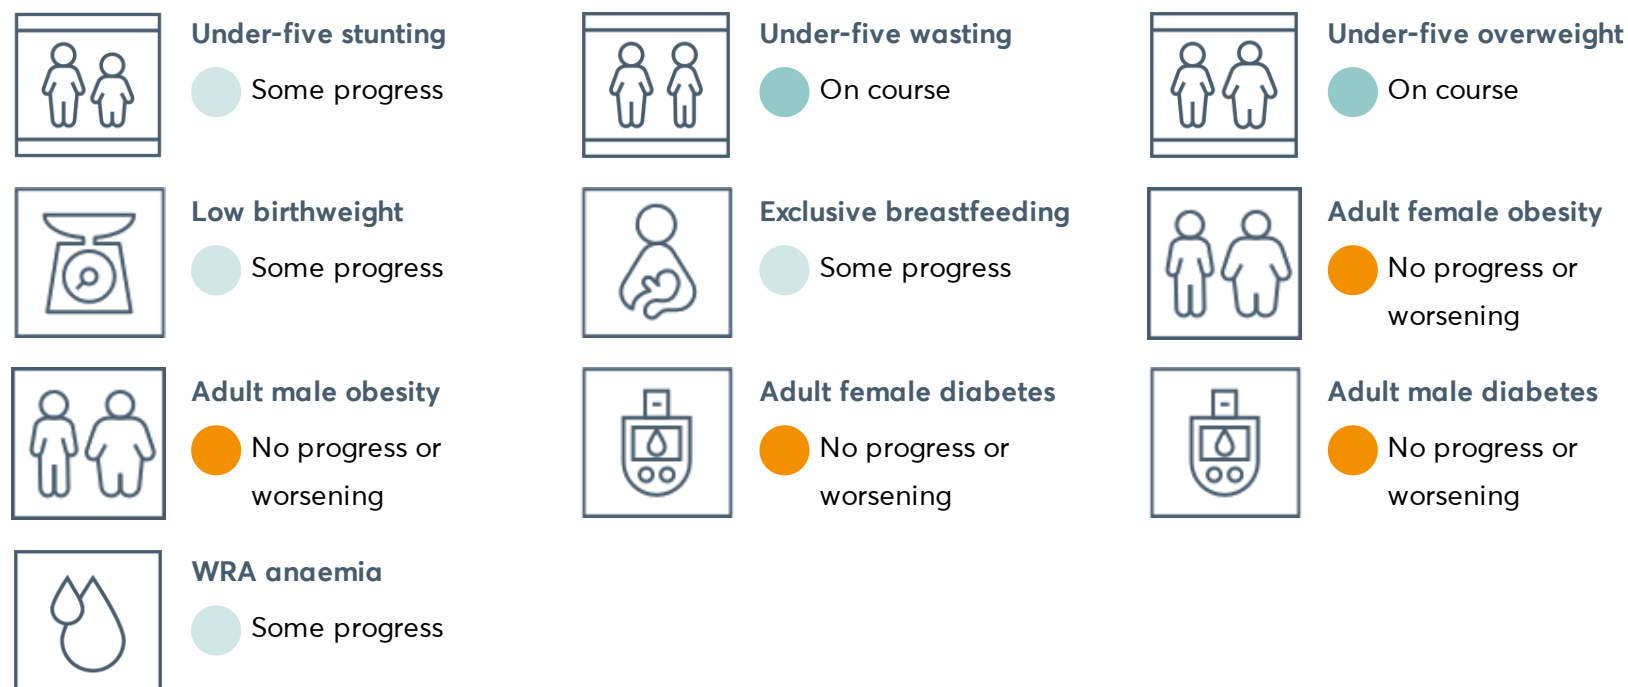 Under-five stunting
Some progress
Under-five wasting
On course
Under-five overweight
On course
Low birthweight
Some progress
Exclusive breastfeeding
Some progress
Adult female obesity
No progress or
worsening
Adult male obesity
No progress or
worsening
Adult female diabetes
No progress or
worsening
Adult male diabetes
No progress or
worsening
WRA anaemia
Some progress